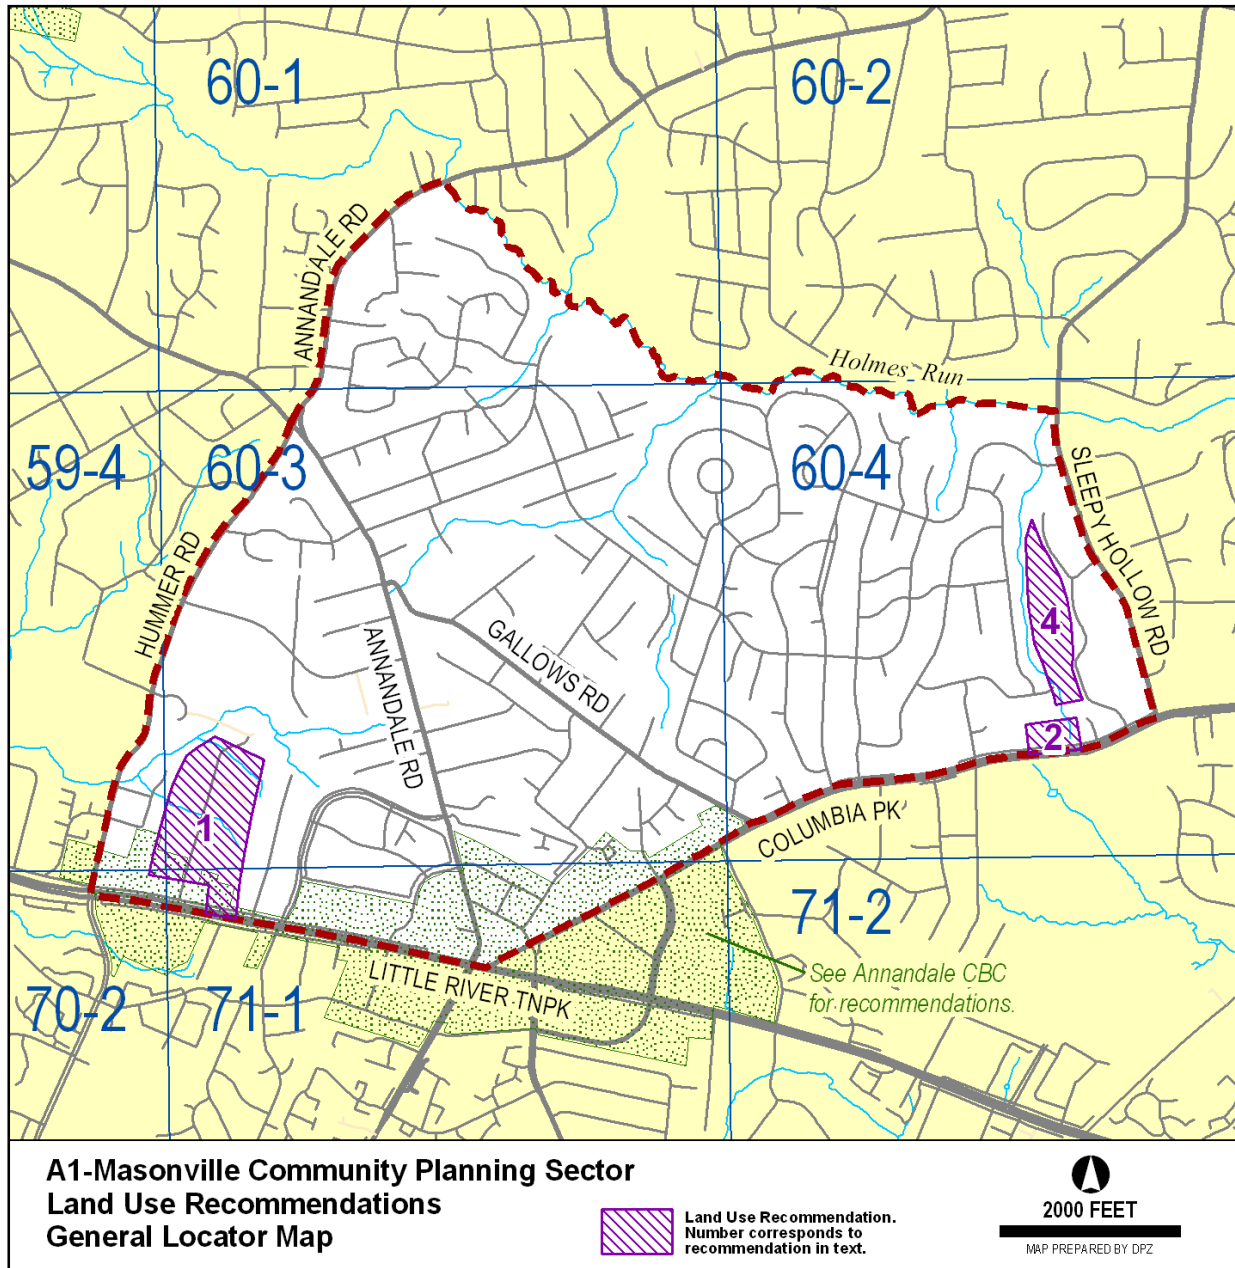 60-1
60-2
ANNANDALE RD
Holmes Run
59-4
60-3
60-4
SLEEPY HOLLOW RD
HUMMER RD
4
ANNANDALE RD
GALLOWS RD
2
1
COLUMBIA PK
71-2
See Annandale CBC
for recommendations.
LITTLE RIVER TNPK
70-2
71-1
A1-Masonville Community Planning Sector
Land Use Recommendations
General Locator Map
Land Use Recommendation.
Number corresponds to
recommendation in text.
2000 FEET
MAP PREPARED BY DPZ